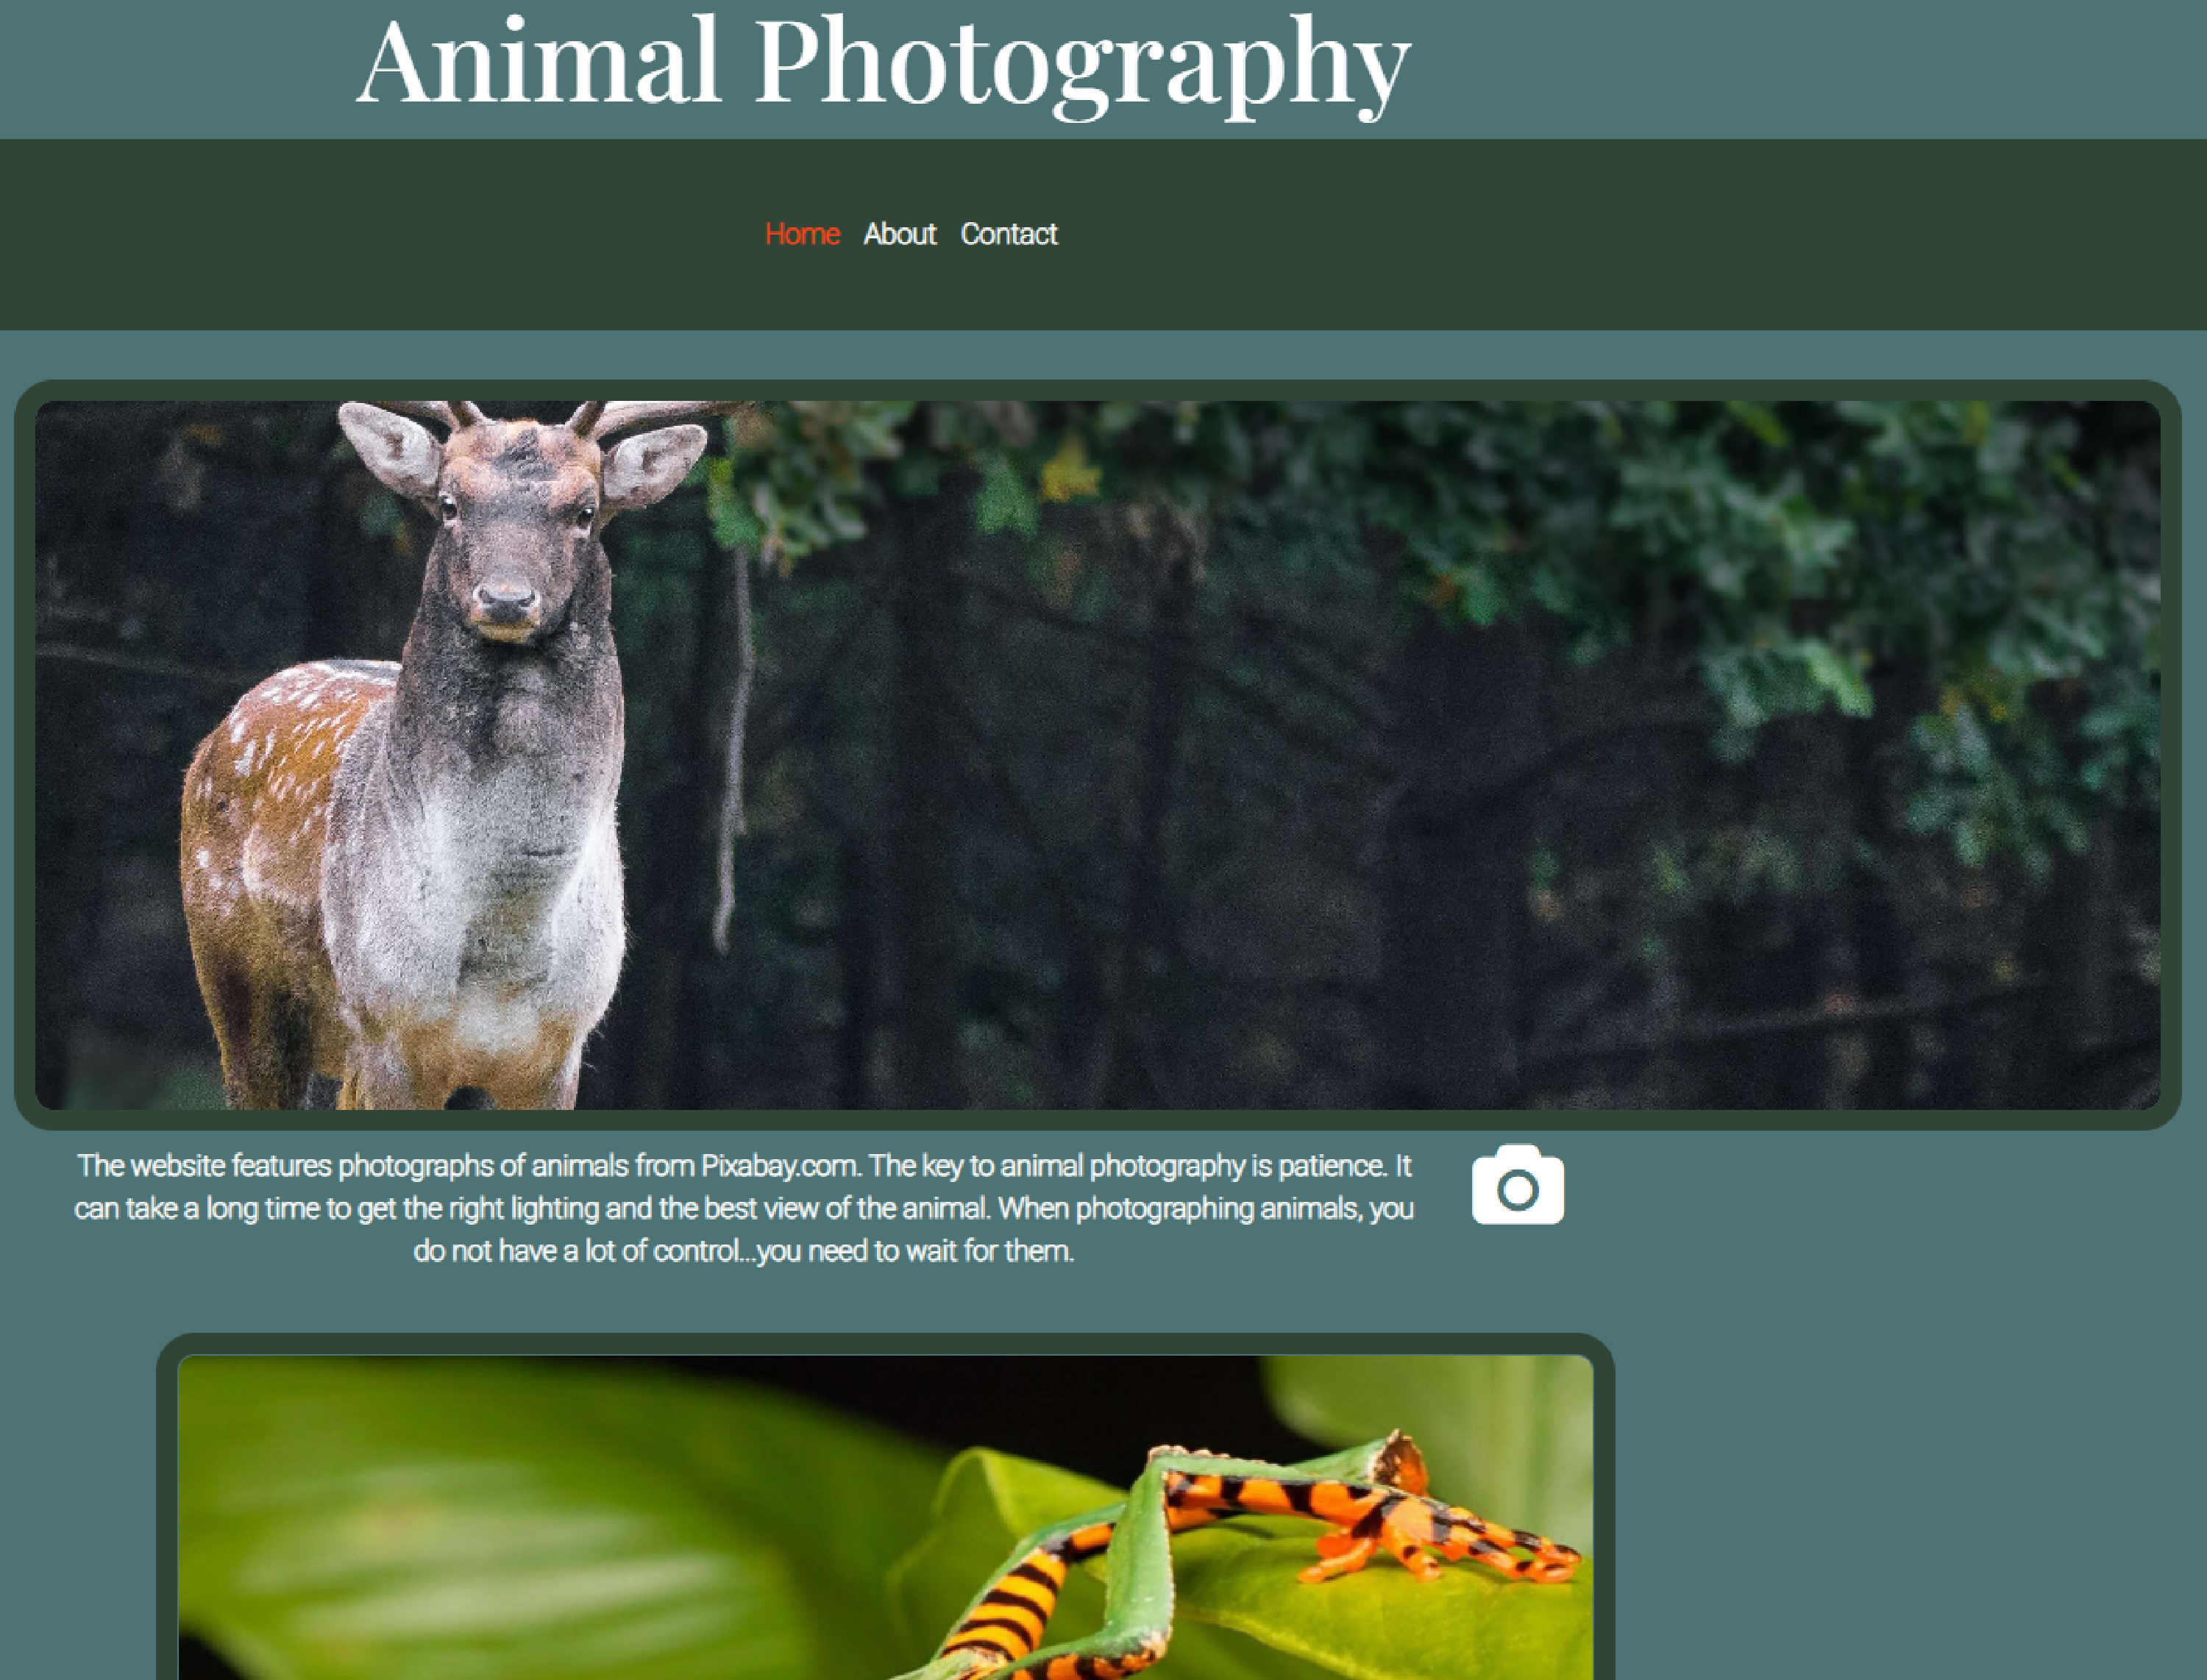 Animal Photography
Home About Contact
The website features photographs of animals from Pixabay.com. The key to animal photography is patience. It
can take a long time to get the right lighting and the best view of the animal. When photographing animals, you
do not have a lot of control...you need to wait for them.